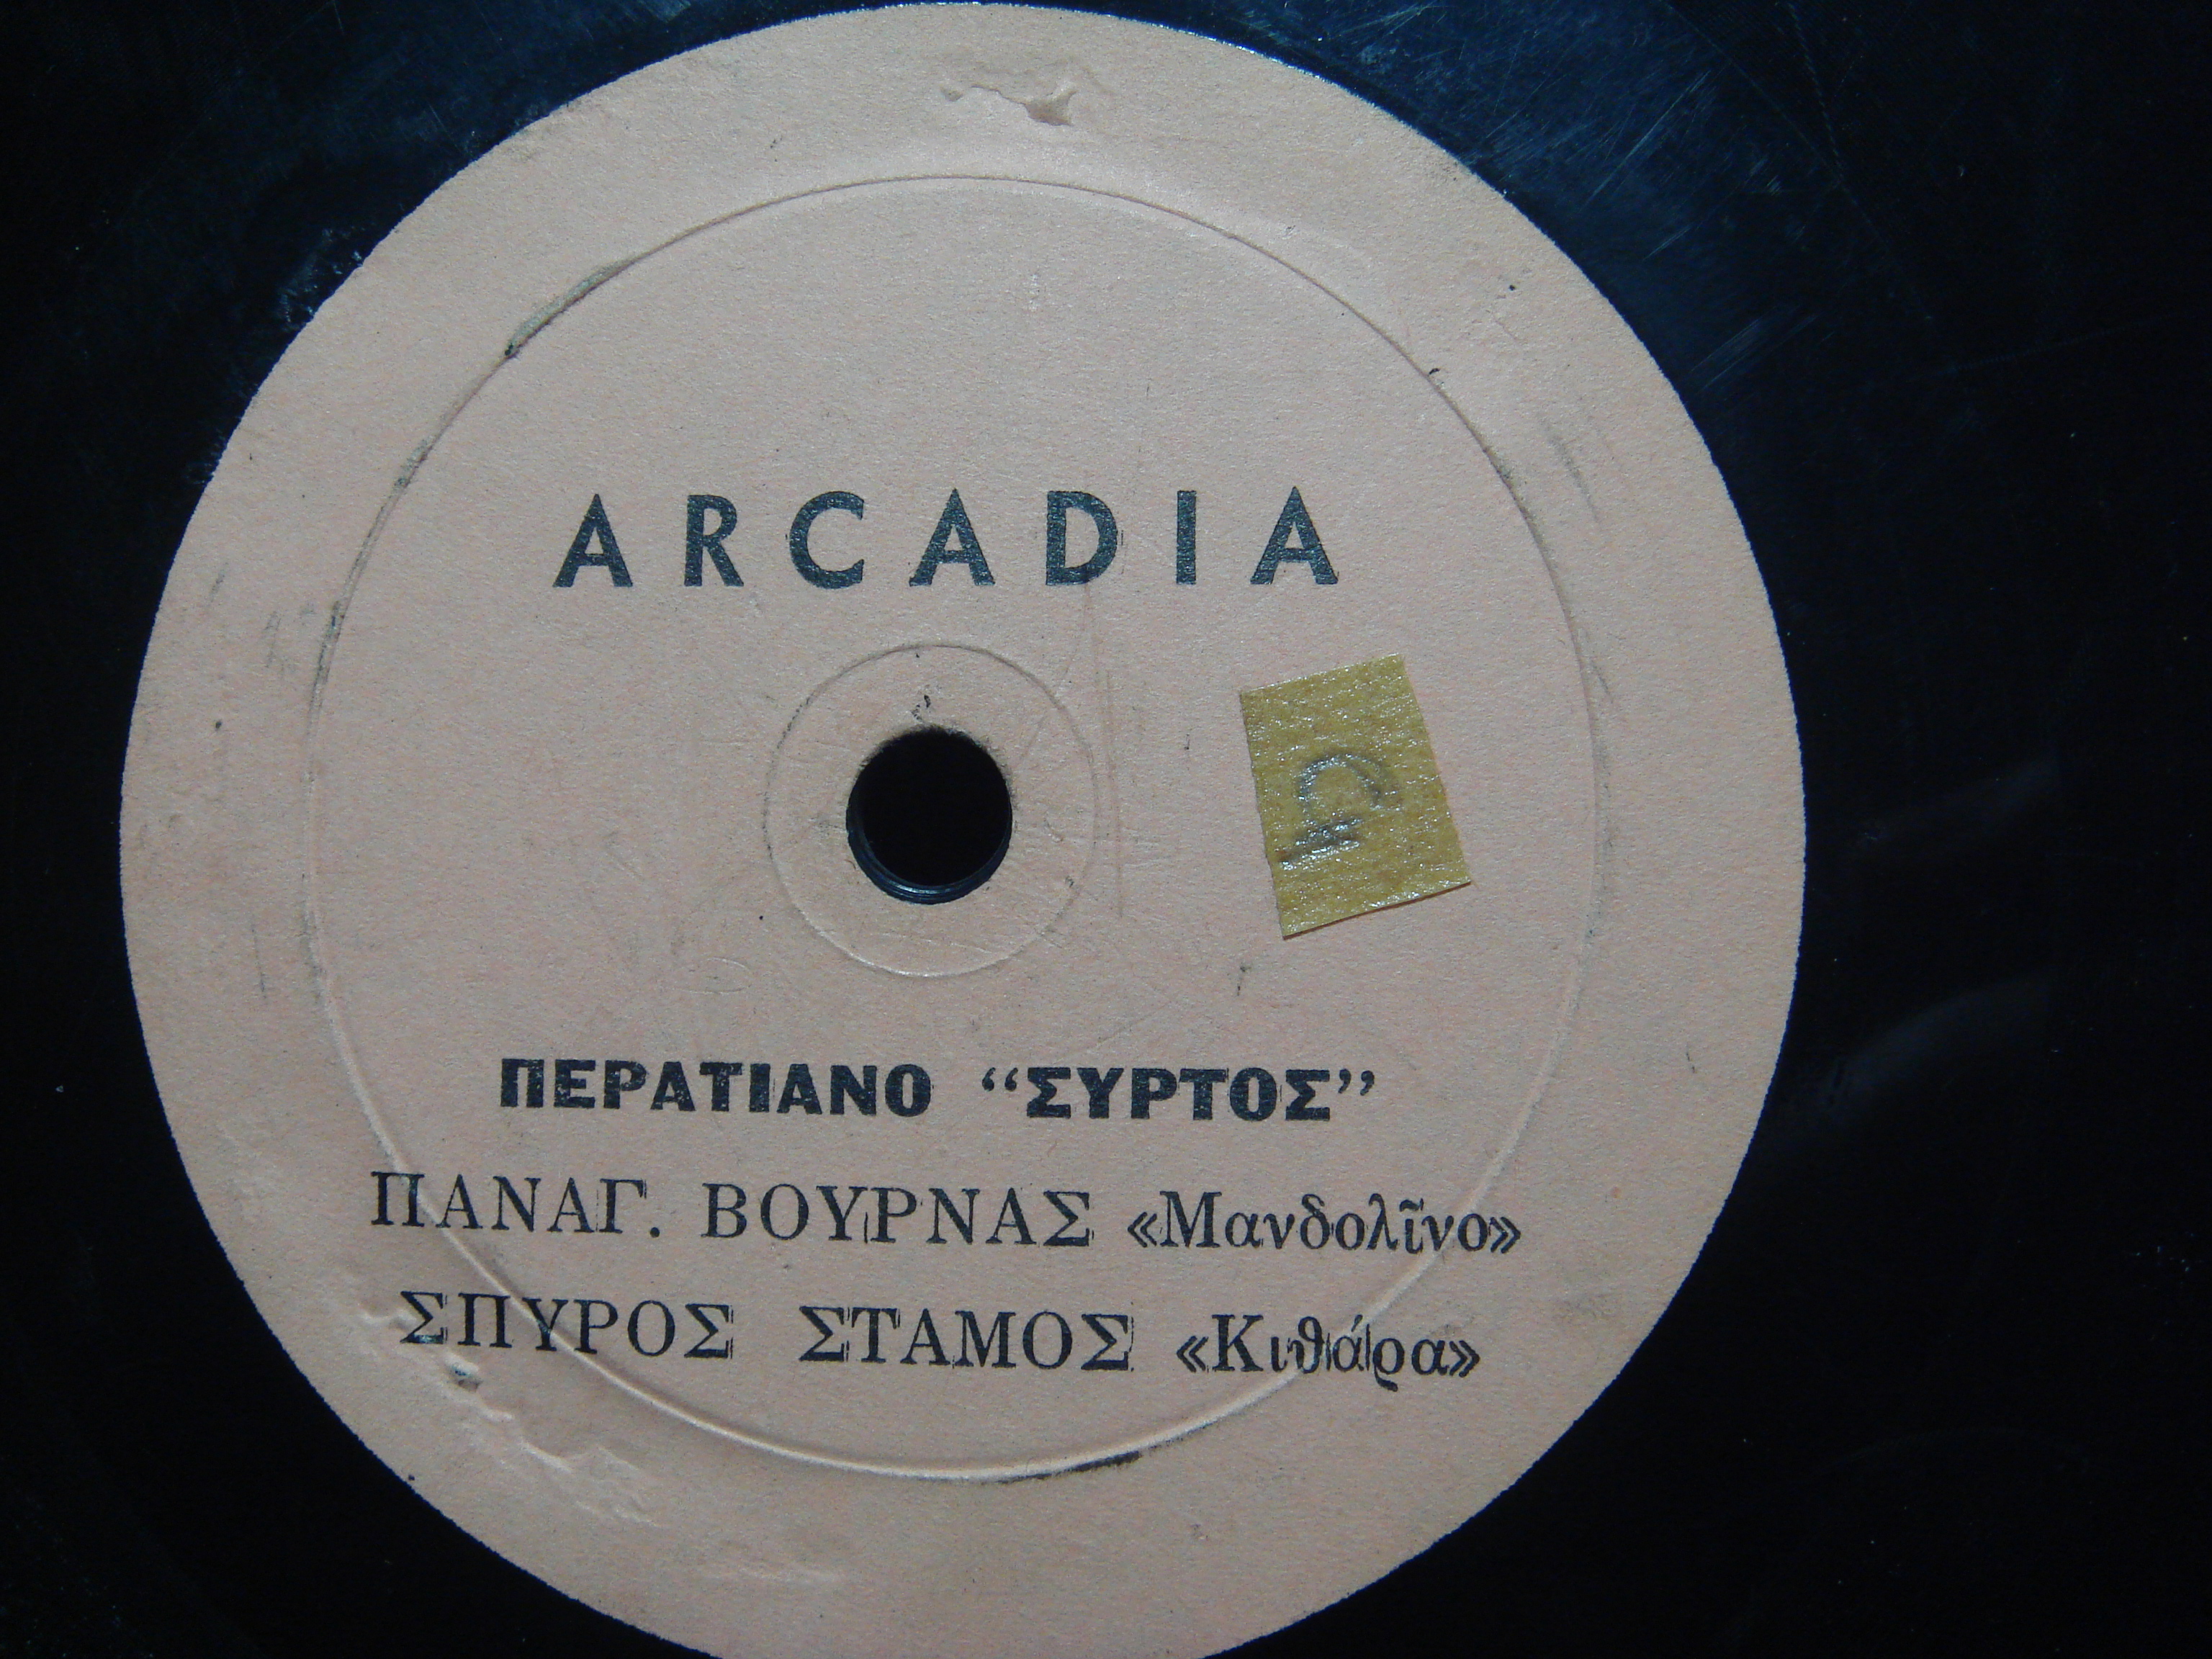 ARCADIA
ΠΕΡΑΤΙΑΝΟ “ΣΥΡΤΟΣ”
ΠΑΝΑΓ. ΒΟΥΡΝΑΣ «Μανδολῖνο»
ΣΠΥΡΟΣ ΣΤΑΜΟΣ «Κιθάρα»